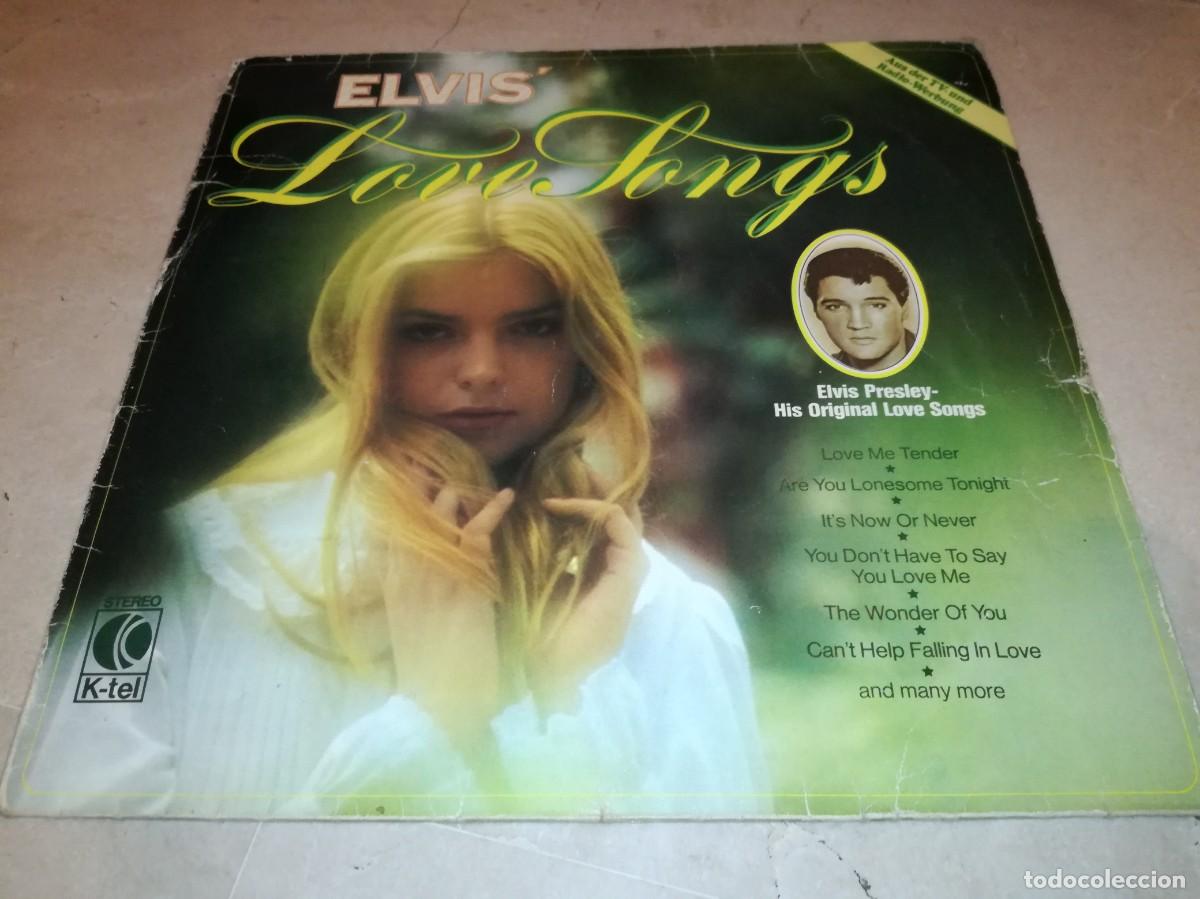 ELVIS'
Love Songs
Aus der TV und
Radio-Werbung
Elvis Presley-
His Original Love Songs
Love Me Tender
Are You Lonesome Tonight
It's Now Or Never
You Don't Have To Say
You Love Me
The Wonder Of You
Can't Help Falling In Love
and many more
STEREO
K-tel
todocoleccion